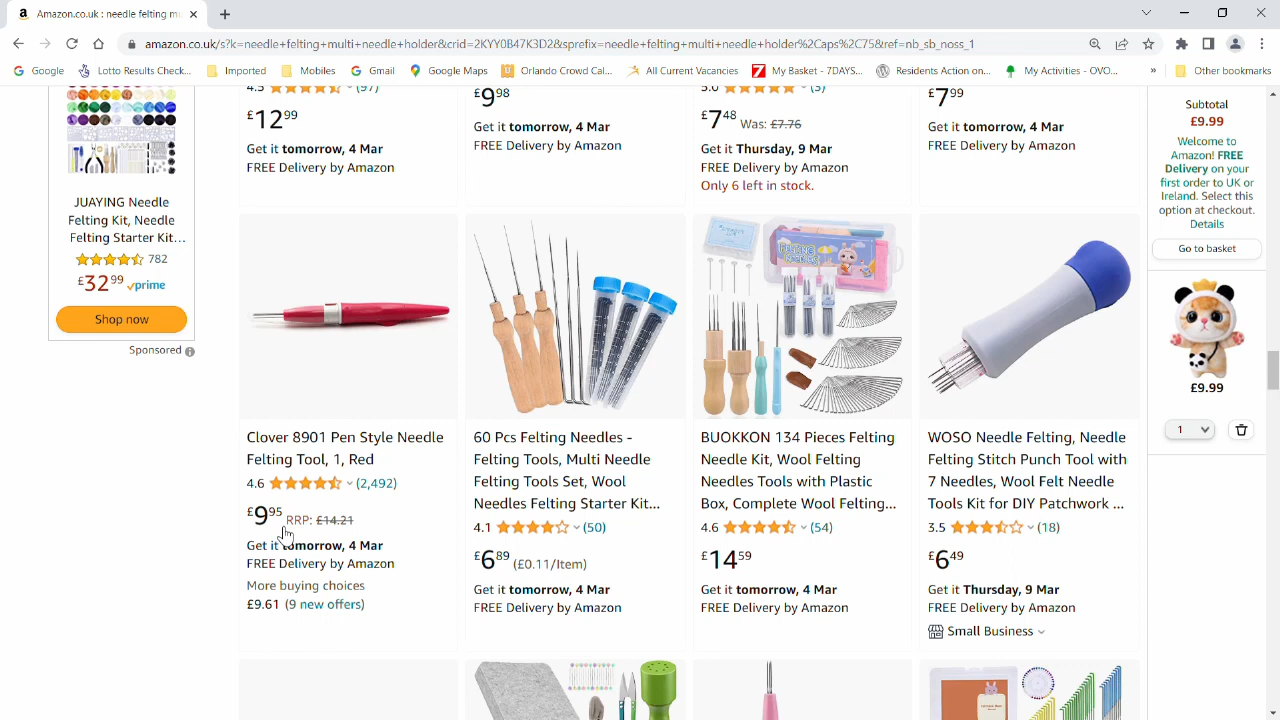 Amazon.co.uk : needle felting mu
amazon.co.uk/s?k=needle+felting+multi+needle+holder&crid=2XYY0B47K3D2&sprefix=needle+felting+multi+needle+holder%2Caps%2C75&ref=nb_sb_noss_1
Google
Lotto Results Check...
Imported
Mobiles
Gmail
Google Maps
Orlando Crowd Cal...
All Current Vacancies
My Basket - 7DAYS...
Residents Action on...
My Activities - OVO...
»
Other bookmarks
JUAYING Needle
Felting Kit, Needle
Felting Starter Kit...
782
£32 99 prime
Shop now
Sponsored
4.5 (97)
£12 99
Get it tomorrow, 4 Mar
FREE Delivery by Amazon
£9 98
Get it tomorrow, 4 Mar
FREE Delivery by Amazon
5.0 (5)
£7 48 Was: £7.76
Get it Thursday, 9 Mar
FREE Delivery by Amazon
Only 6 left in stock.
£7 99
Get it tomorrow, 4 Mar
FREE Delivery by Amazon
Clover 8901 Pen Style Needle
Felting Tool, 1, Red
4.6 (2,492)
£9 95 RRP: £14.21
Get it tomorrow, 4 Mar
FREE Delivery by Amazon
More buying choices
£9.61 (9 new offers)
60 Pcs Felting Needles -
Felting Tools, Multi Needle
Felting Tools Set, Wool
Needles Felting Starter Kit...
4.1 (50)
£6 89 (£0.11/Item)
Get it tomorrow, 4 Mar
FREE Delivery by Amazon
FELTING
NEEDLES
BUOKKON 134 Pieces Felting
Needle Kit, Wool Felting
Needles Tools with Plastic
Box, Complete Wool Felting...
4.6 (54)
£14 59
Get it tomorrow, 4 Mar
FREE Delivery by Amazon
WOSO Needle Felting, Needle
Felting Stitch Punch Tool with
7 Needles, Wool Felt Needle
Tools Kit for DIY Patchwork ...
3.5 (18)
£6 49
Get it Thursday, 9 Mar
FREE Delivery by Amazon
Small Business
Subtotal
£9.99
Welcome to
Amazon! FREE
Delivery on your
first order to UK or
Ireland. Select this
option at checkout.
Details
Go to basket
£9.99
1